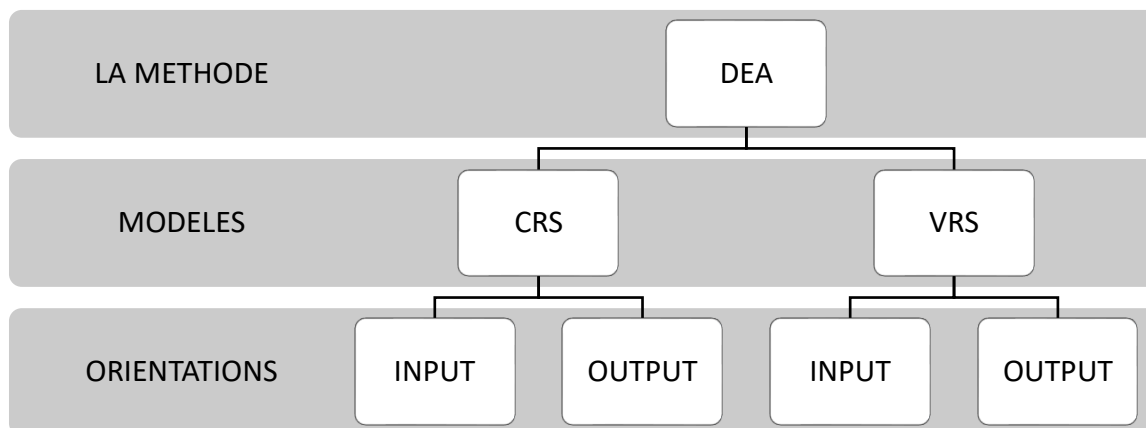 LA METHODE
DEA
MODELES
CRS
VRS
ORIENTATIONS
INPUT
OUTPUT
INPUT
OUTPUT